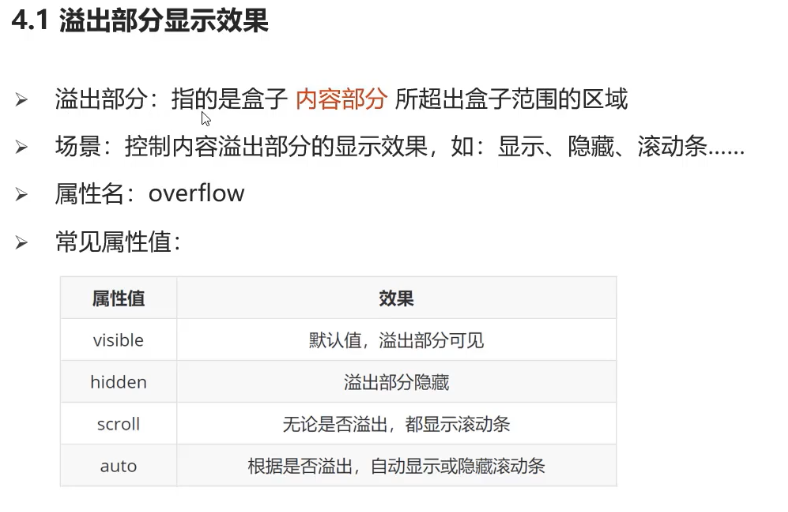 4.1 溢出部分显示效果
溢出部分：指的是盒子 内容部分 所超出盒子范围的区域
场景：控制内容溢出部分的显示效果，如：显示、隐藏、滚动条……
属性名：overflow
常见属性值：
属性值 效果
visible 默认值，溢出部分可见
hidden 溢出部分隐藏
scroll 无论是否溢出，都显示滚动条
auto 根据是否溢出，自动显示或隐藏滚动条